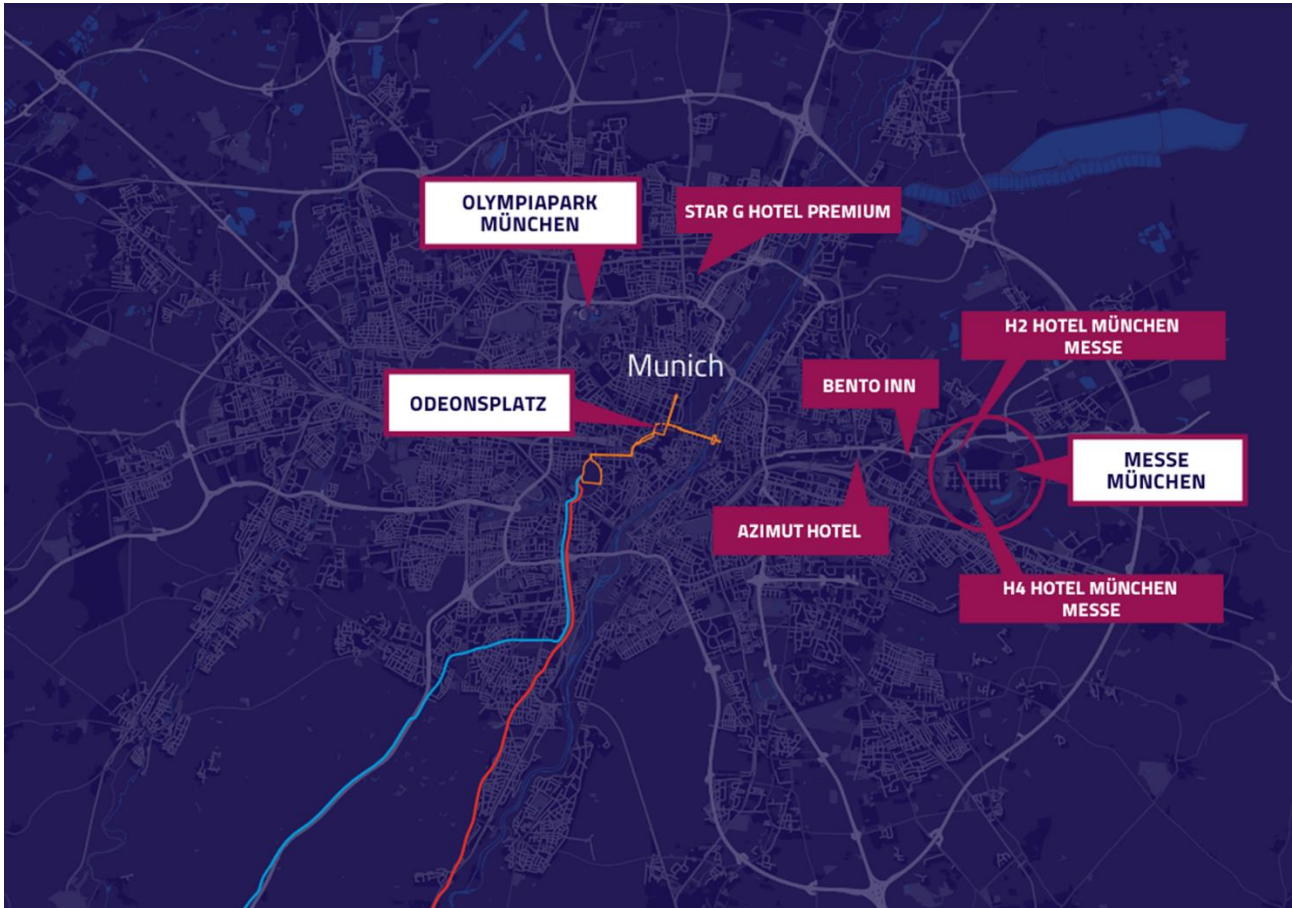 OLYMPIAPARK
MÜNCHEN
STAR G HOTEL PREMIUM
H2 HOTEL MÜNCHEN
MESSE
Munich
BENTO INN
ODEONSPLATZ
MESSE
MÜNCHEN
AZIMUT HOTEL
H4 HOTEL MÜNCHEN
MESSE